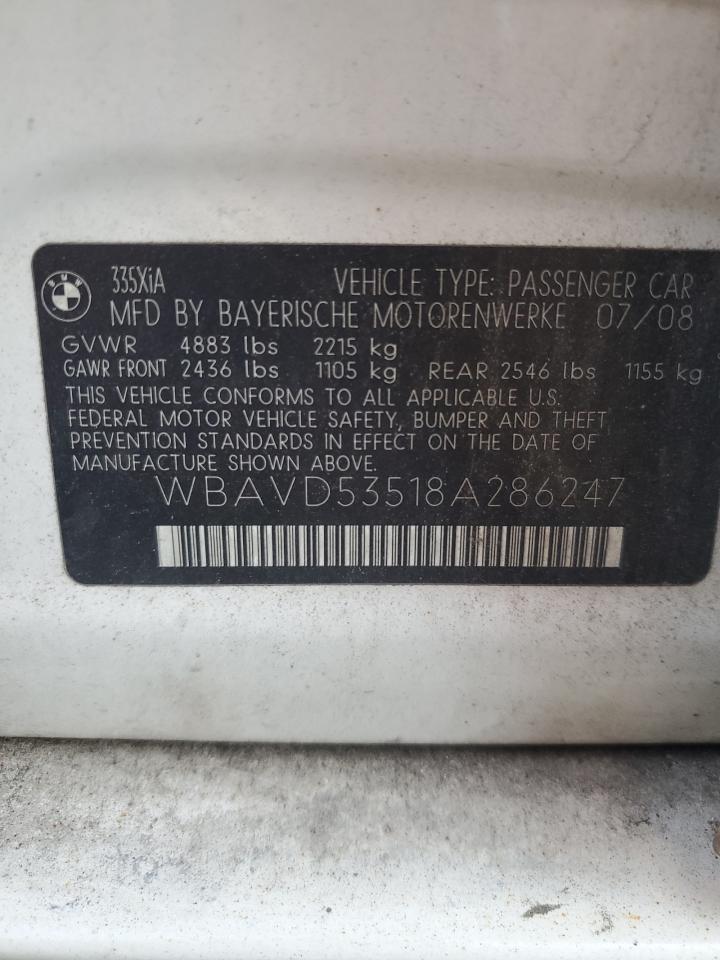 BMW
335XiA VEHICLE TYPE: PASSENGER CAR
MFD BY BAYERISCHE MOTORENWERKE 07/08
GVWR 4883 lbs 2215 kg
GAWR FRONT 2436 lbs 1105 kg REAR 2546 lbs 1155 kg
THIS VEHICLE CONFORMS TO ALL APPLICABLE U.S.
FEDERAL MOTOR VEHICLE SAFETY, BUMPER AND THEFT
PREVENTION STANDARDS IN EFFECT ON THE DATE OF
MANUFACTURE SHOWN ABOVE.
WBAVD53518A286247